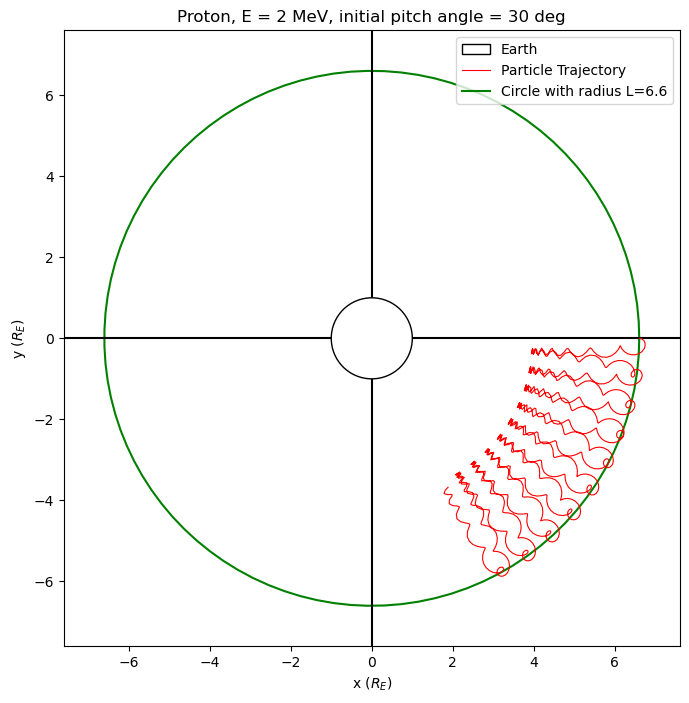 Proton, E = 2 MeV, initial pitch angle = 30 deg
Earth
Particle Trajectory
Circle with radius L=6.6
y (R_E)
6
4
2
0
−2
−4
−6
−6 −4 −2 0 2 4 6
x (R_E)